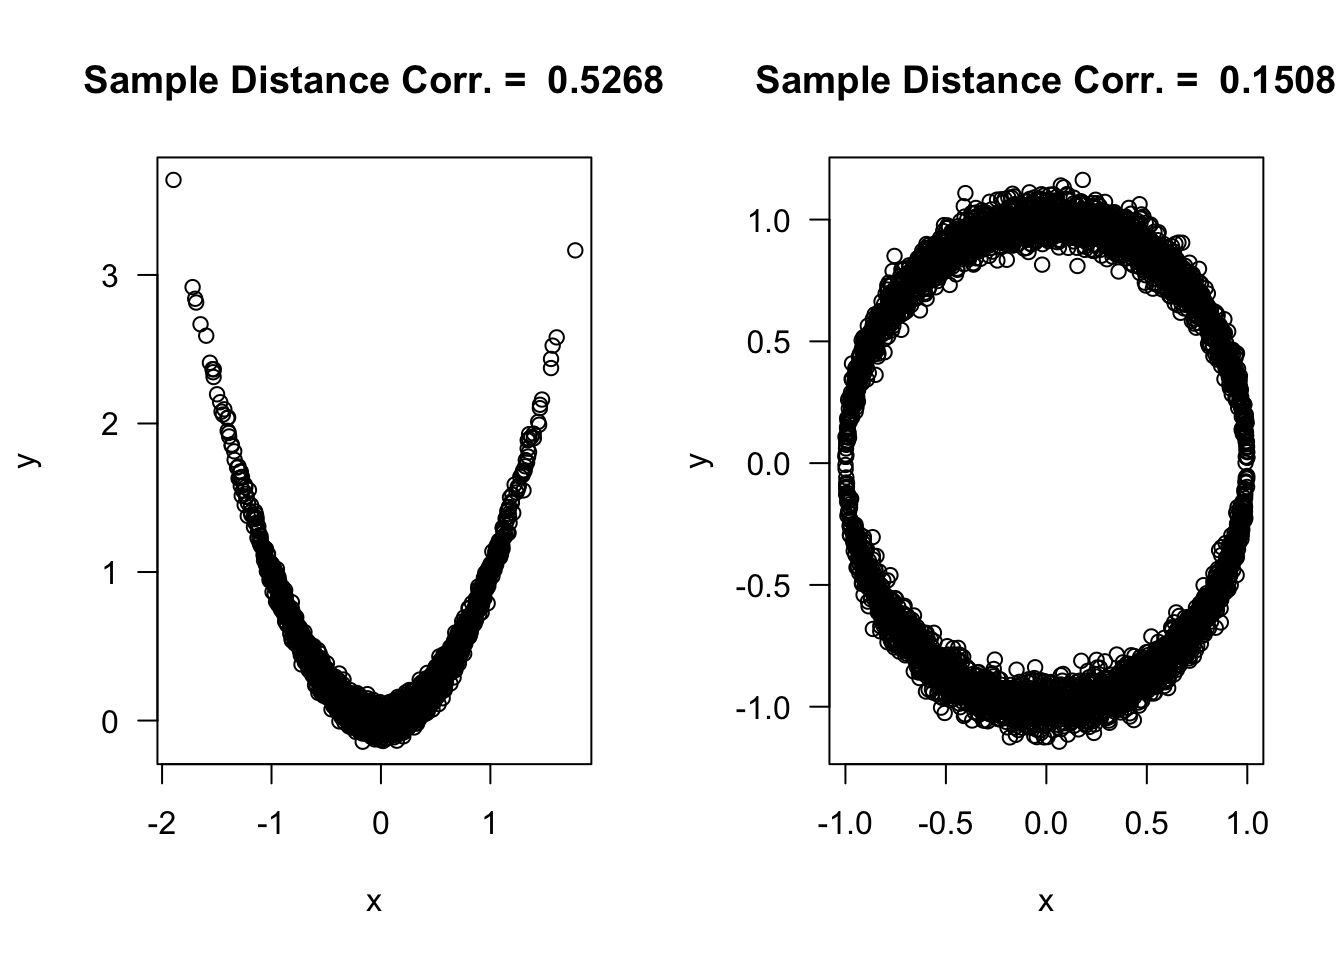 Sample Distance Corr. =  0.5268
3
2
1
0
y
-2 -1 0 1
x
Sample Distance Corr. =  0.1508
1.0
0.5
0.0
-0.5
-1.0
y
-1.0 -0.5 0.0 0.5 1.0
x